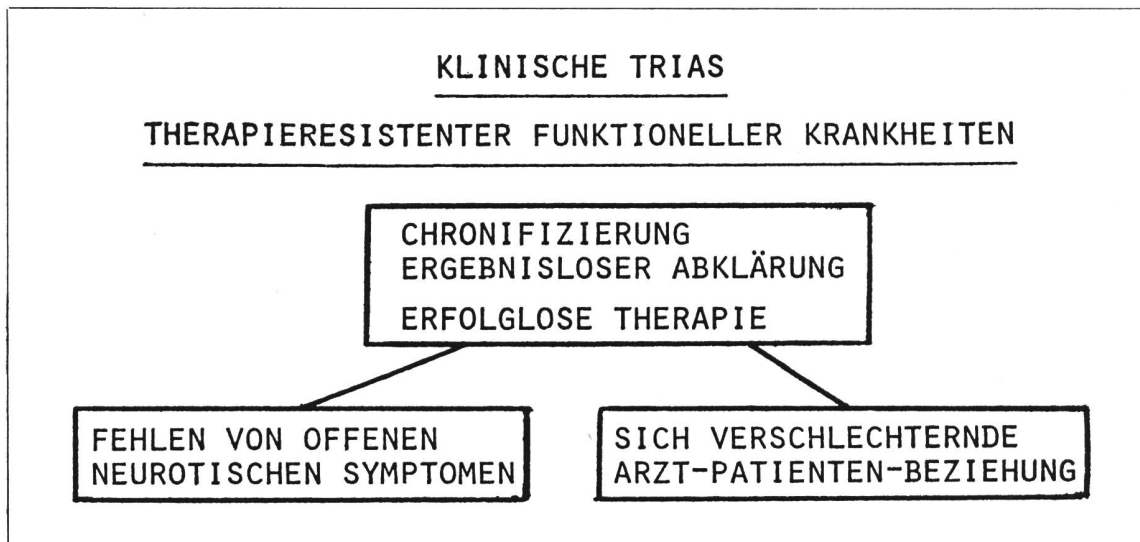 KLINISCHE TRIAS
THERAPIERESISTENTER FUNKTIONELLER KRANKHEITEN
CHRONIFIZIERUNG
ERGEBNISLOSER ABKLÄRUNG
ERFOLGLOSE THERAPIE
FEHLEN VON OFFENEN
NEUROTISCHEN SYMPTOMEN
SICH VERSCHLECHTERNDE
ARZT-PATIENTEN-BEZIEHUNG